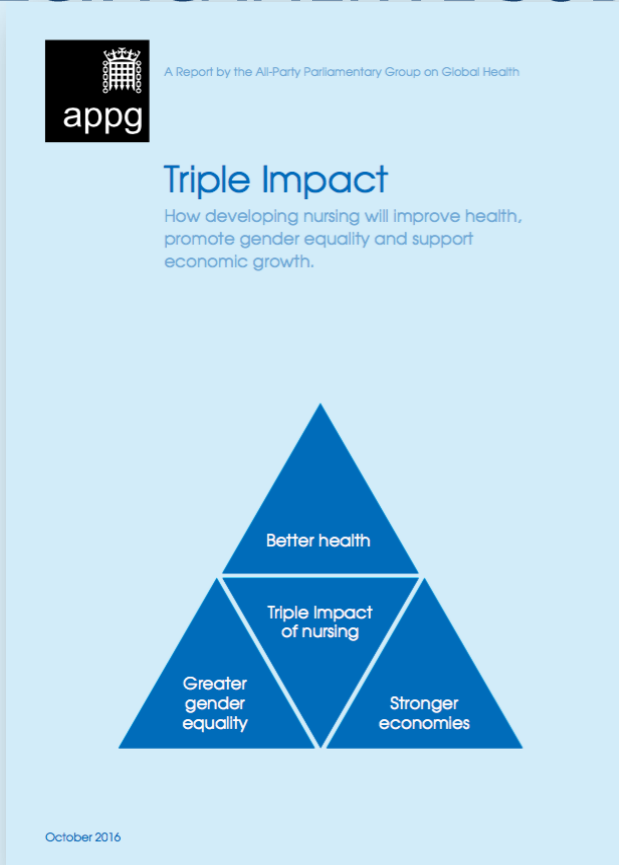 A Report by the All-Party Parliamentary Group on Global Health
appg
Triple Impact
How developing nursing will improve health,
promote gender equality and support
economic growth.
Better health
Triple Impact
of nursing
Greater
gender
equality
Stronger
economies
October 2016